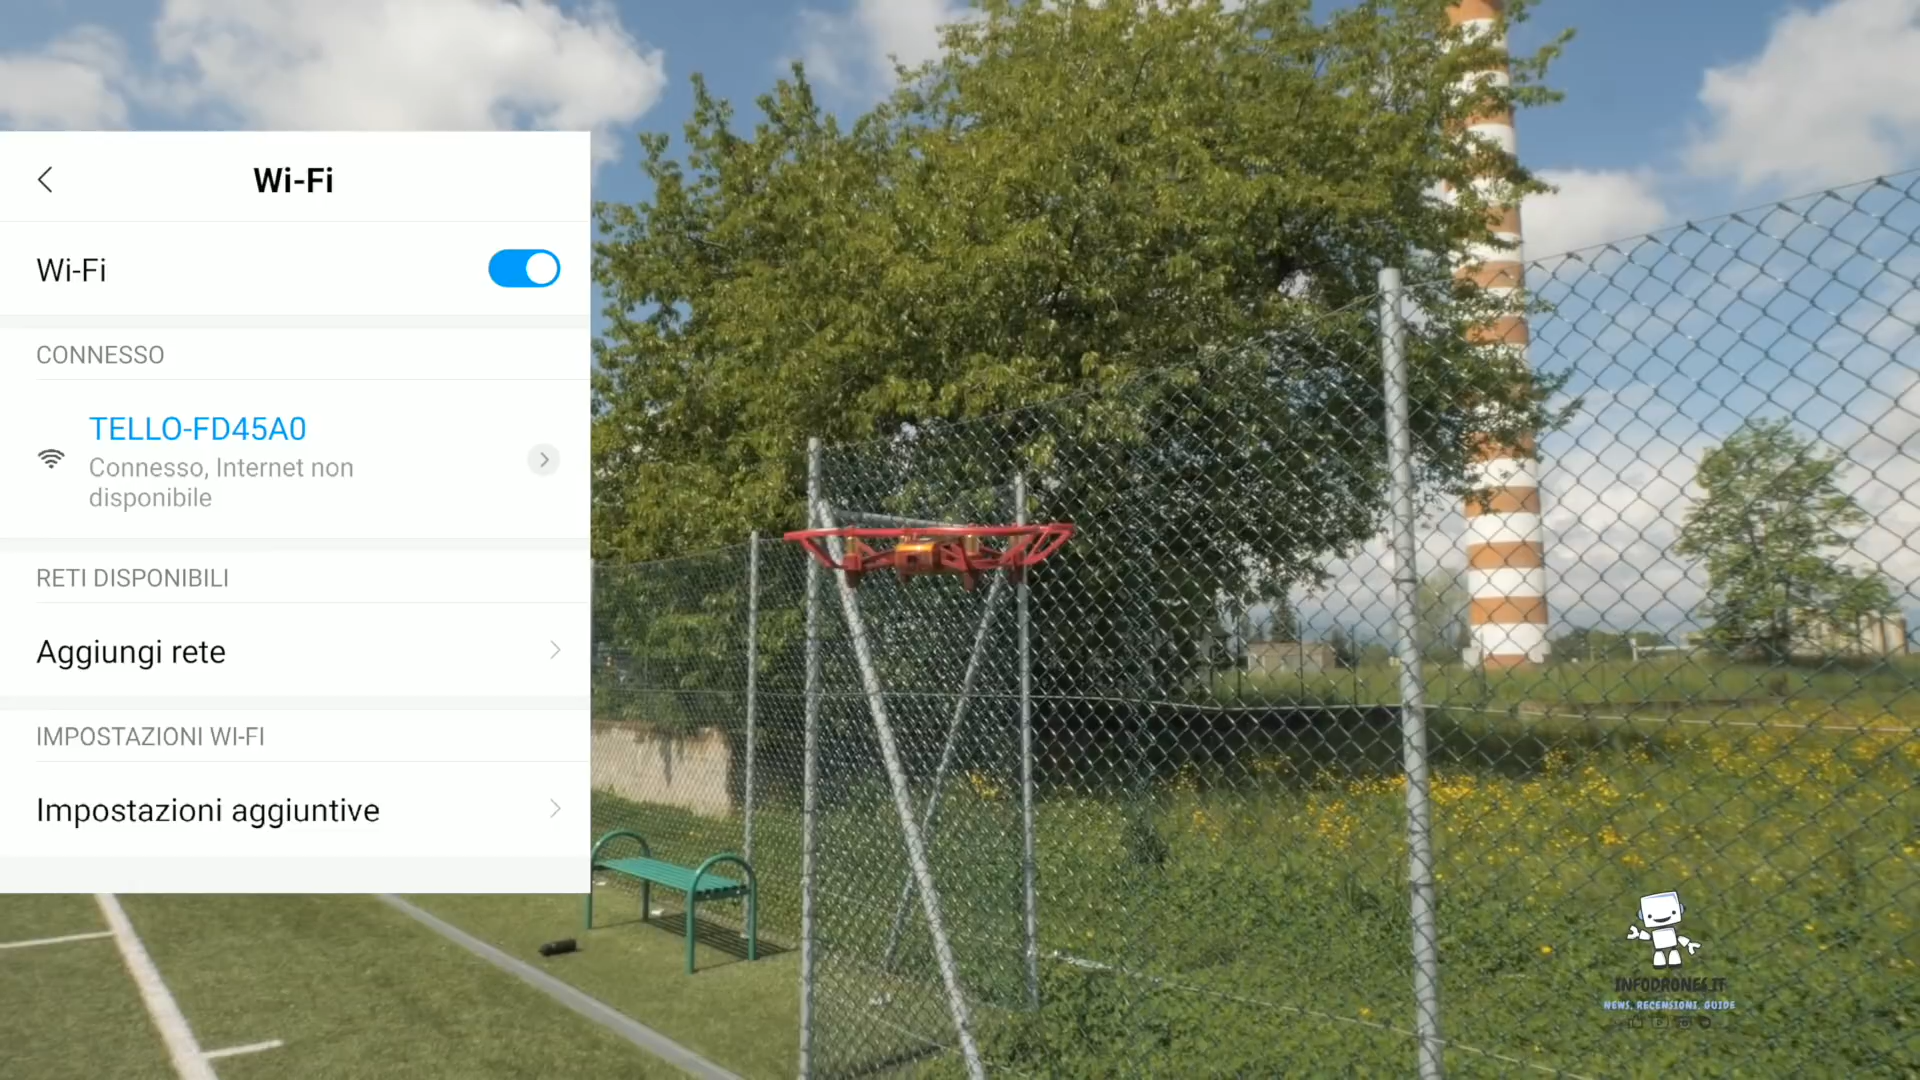 Wi-Fi
Wi-Fi
CONNESSO
TELLO-FD45A0
Connesso, Internet non
disponibile
RETI DISPONIBILI
Aggiungi rete
IMPOSTAZIONI WI-FI
Impostazioni aggiuntive
INFODRONES.IT
NEWS, RECENSIONI, GUIDE